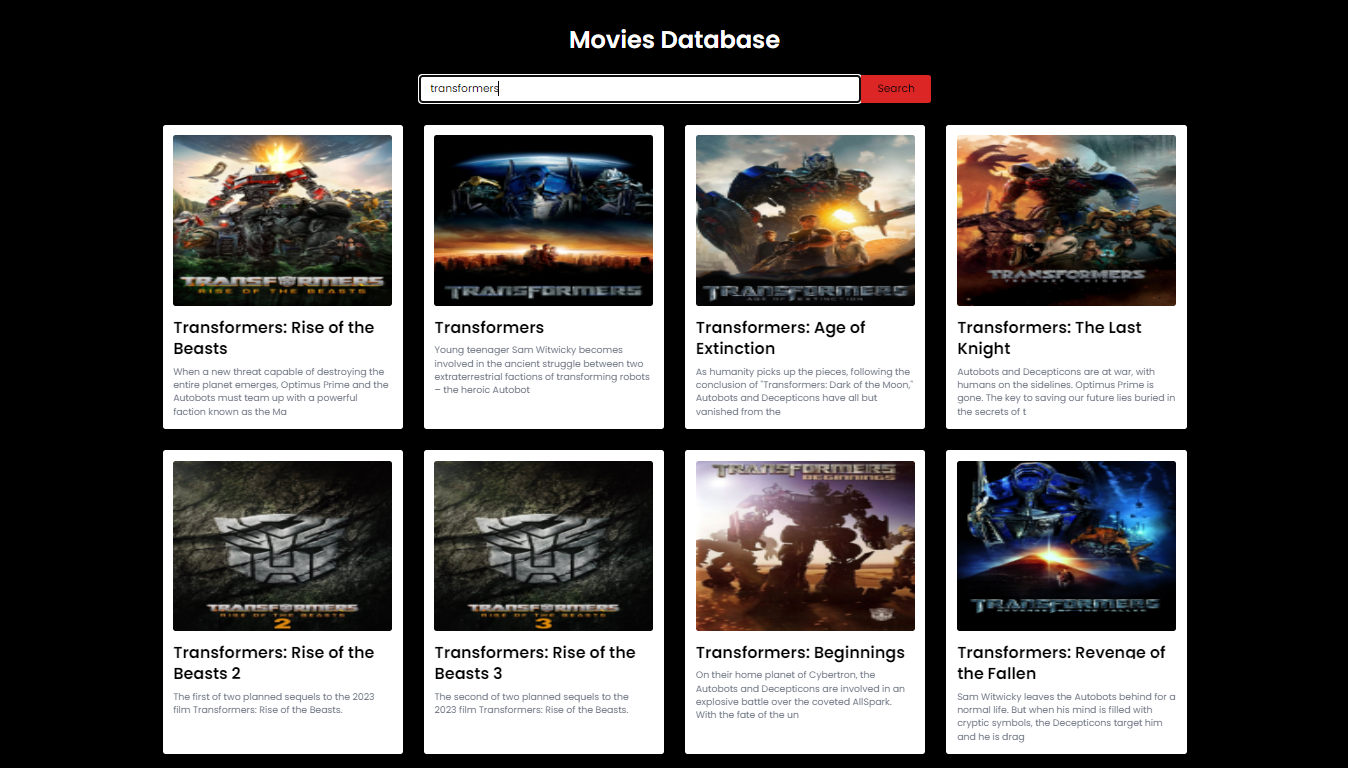 Movies Database
transformers
Search
TRANSFORMERS
RISE OF THE BEASTS
Transformers: Rise of the
Beasts
When a new threat capable of destroying the
entire planet emerges, Optimus Prime and the
Autobots must team up with a powerful
faction known as the Ma
TRANSFORMERS
Transformers
Young teenager Sam Witwicky becomes
involved in the ancient struggle between two
extraterrestrial factions of transforming robots
– the heroic Autobot
TRANSFORMERS
AGE OF EXTINCTION
Transformers: Age of
Extinction
As humanity picks up the pieces, following the
conclusion of "Transformers: Dark of the Moon,"
Autobots and Decepticons have all but
vanished from the
TRANSFORMERS
THE LAST KNIGHT
Transformers: The Last
Knight
Autobots and Decepticons are at war, with
humans on the sidelines. Optimus Prime is
gone. The key to saving our future lies buried in
the secrets of t
TRANSFORMERS
RISE OF THE BEASTS
2
Transformers: Rise of the
Beasts 2
The first of two planned sequels to the 2023
film Transformers: Rise of the Beasts.
TRANSFORMERS
RISE OF THE BEASTS
3
Transformers: Rise of the
Beasts 3
The second of two planned sequels to the
2023 film Transformers: Rise of the Beasts.
TRANSFORMERS
BEGINNINGS
Transformers: Beginnings
On their home planet of Cybertron, the
Autobots and Decepticons are involved in an
explosive battle over the coveted AllSpark.
With the fate of the un
TRANSFORMERS
REVENGE OF THE FALLEN
Transformers: Revenge of
the Fallen
Sam Witwicky leaves the Autobots behind for a
normal life. But when his mind is filled with
cryptic symbols, the Decepticons target him
and he is drag